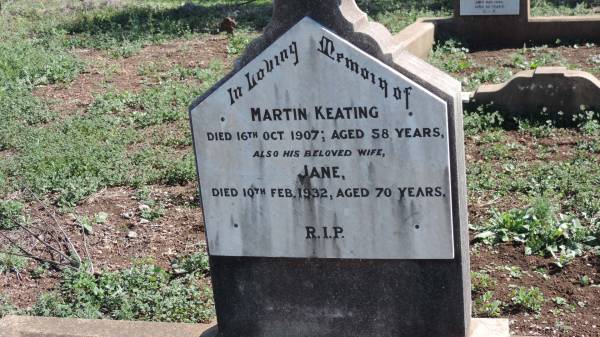 In Loving Memory of
MARTIN KEATING
DIED 16TH OCT 1907; AGED 58 YEARS.
ALSO HIS BELOVED WIFE,
JANE,
DIED 10TH FEB. 1932, AGED 70 YEARS.
R.I.P.